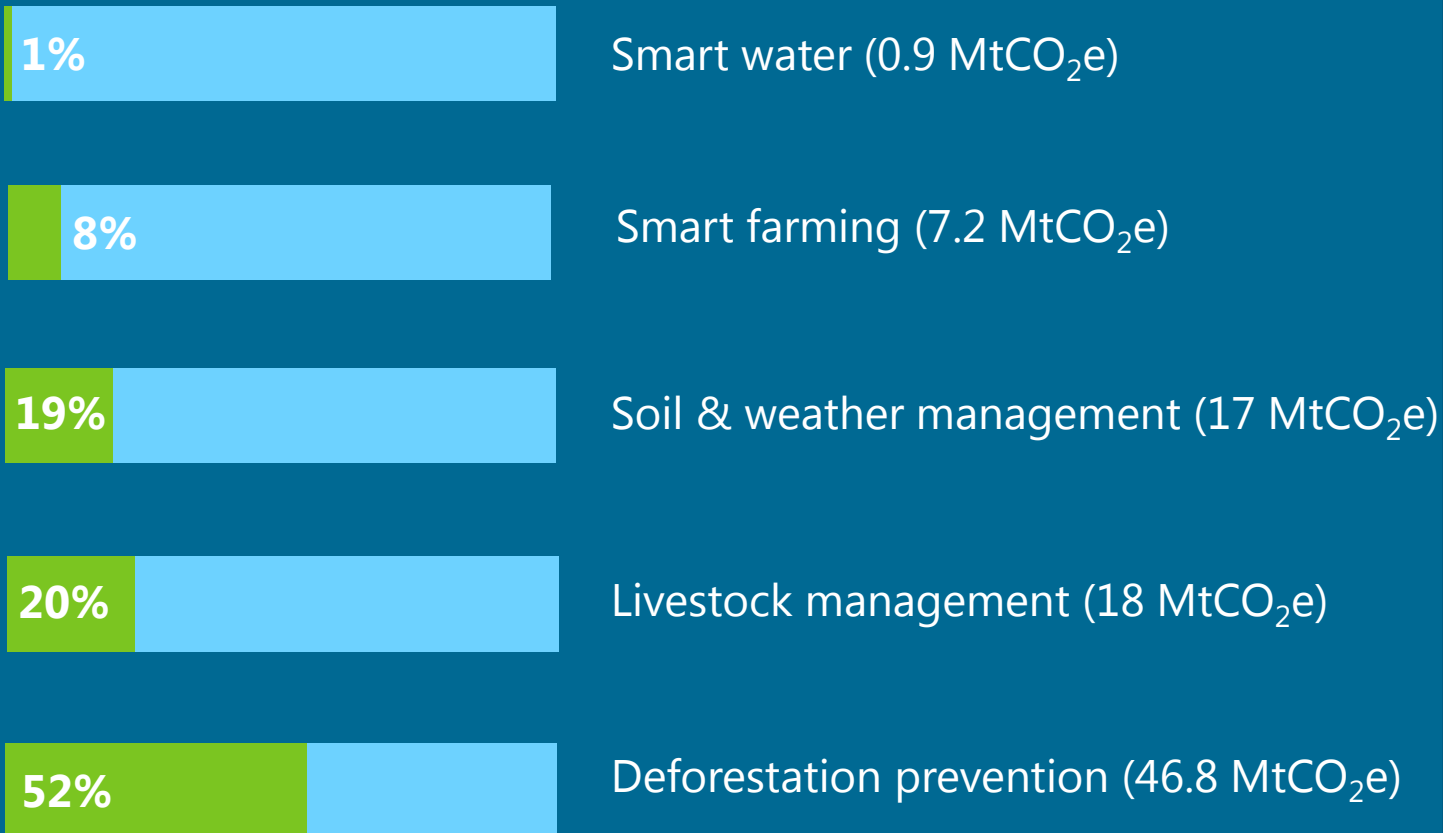 1% Smart water (0.9 MtCO₂e)
8% Smart farming (7.2 MtCO₂e)
19% Soil & weather management (17 MtCO₂e)
20% Livestock management (18 MtCO₂e)
52% Deforestation prevention (46.8 MtCO₂e)